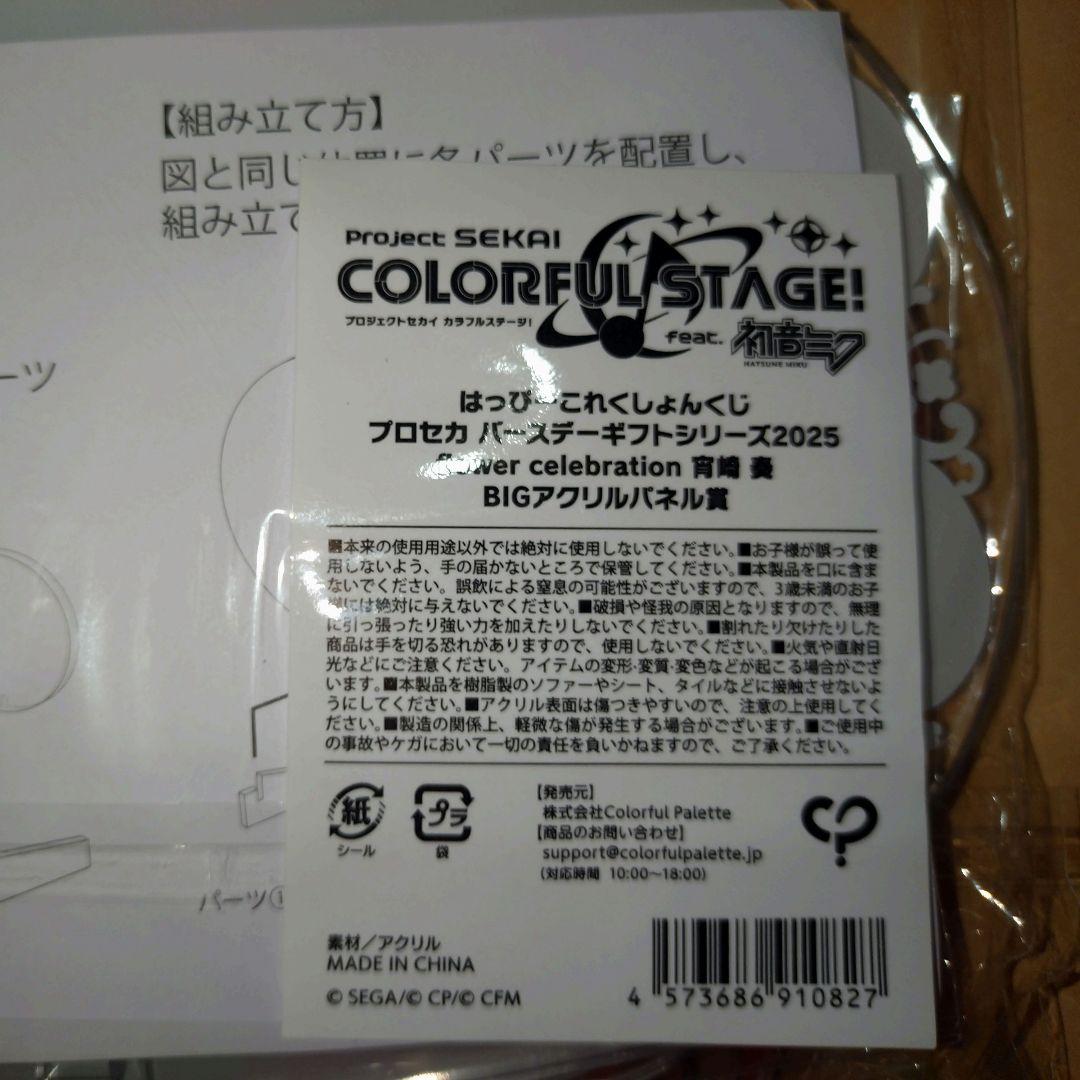 【組み立て方】
図と同じ位置に各パーツを配置し、
組み立て
ーツ
パーツ①
Project SEKAI
COLORFUL STAGE!
プロジェクトセカイ カラフルステージ!
feat. 初音ミク
HATSUNE MIKU
はっぴーこれくしょんくじ
プロセカ バースデーギフトシリーズ2025
flower celebration 宵崎 奏
BIGアクリルパネル賞
■本来の使用用途以外では絶対に使用しないでください。■お子様が誤って使
用しないよう、手の届かないところで保管してください。■本製品を口に含ま
ないでください。誤飲による窒息の可能性がございますので、3歳未満のお子
様には絶対に与えないでください。■破損や怪我の原因となりますので、無理
に引っ張ったり強い力を加えたりしないでください。■割れたり欠けたりした
商品は手を切る恐れがありますので、使用しないでください。■火気や直射日
光などにご注意ください。アイテムの変形·変質·変色などが起こる場合がござ
います。■本製品を樹脂製のソファーやシート、タイルなどに接触させないよ
うにしてください。■アクリル表面は傷つきやすいので、注意の上使用してく
ださい。■製造の関係上、軽微な傷が発生する場合がございます。■ご使用中
の事故やケガにおいて一切の責任を負いかねますので、ご了承ください。
紙
シール
プラ
袋
【発売元】
株式会社Colorful Palette
【商品のお問い合わせ】
support@colorfulpalette.jp
(対応時間 10:00〜18:00)
素材/アクリル
MADE IN CHINA
© SEGA/© CP/© CFM
4 573686 910827